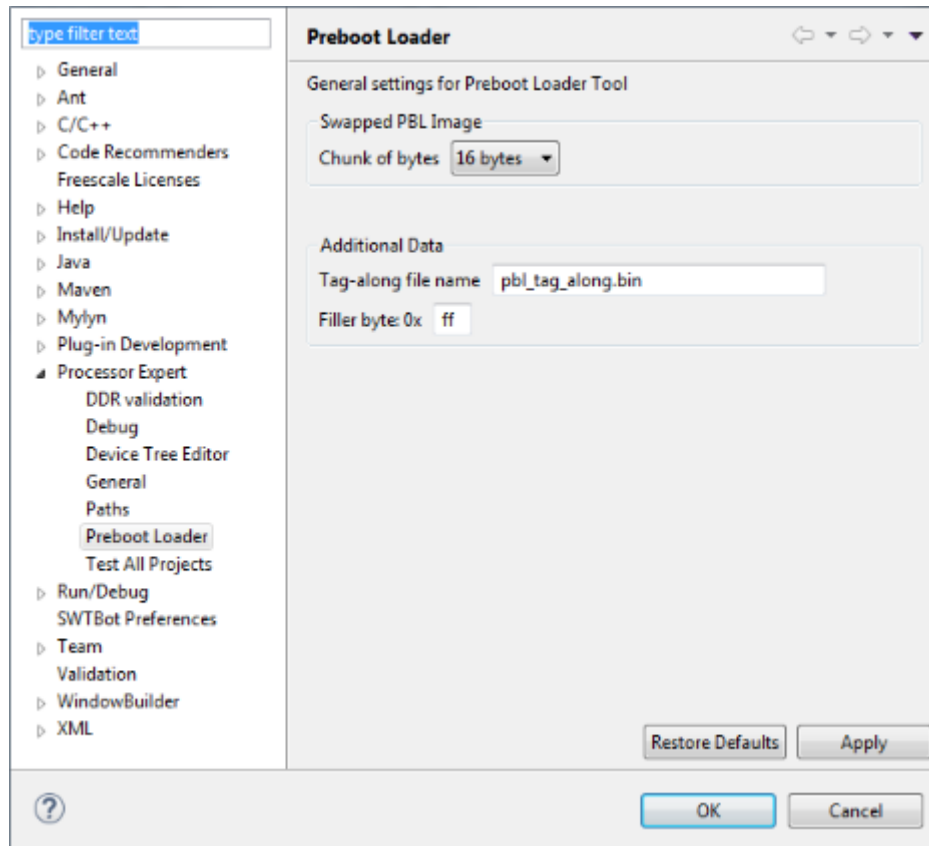 type filter text
General
Ant
C/C++
Code Recommenders
Freescale Licenses
Help
Install/Update
Java
Maven
Mylyn
Plug-in Development
Processor Expert
DDR validation
Debug
Device Tree Editor
General
Paths
Preboot Loader
Test All Projects
Run/Debug
SWTBot Preferences
Team
Validation
WindowBuilder
XML
Preboot Loader
General settings for Preboot Loader Tool
Swapped PBL Image
Chunk of bytes 16 bytes
Additional Data
Tag-along file name pbl_tag_along.bin
Filler byte: 0x ff
Restore Defaults Apply
? OK Cancel